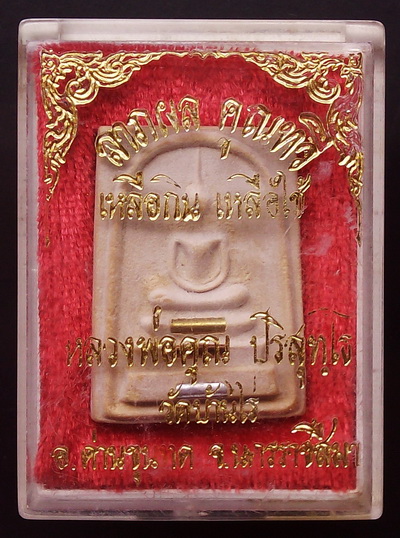 ลาภผล คูณทวี
เหลือกิน เหลือใช้
หลวงพ่อคูณ ปริสุทฺโธ
วัดบ้านไร่
อ.ด่านขุนทด จ.นครราชสีมา